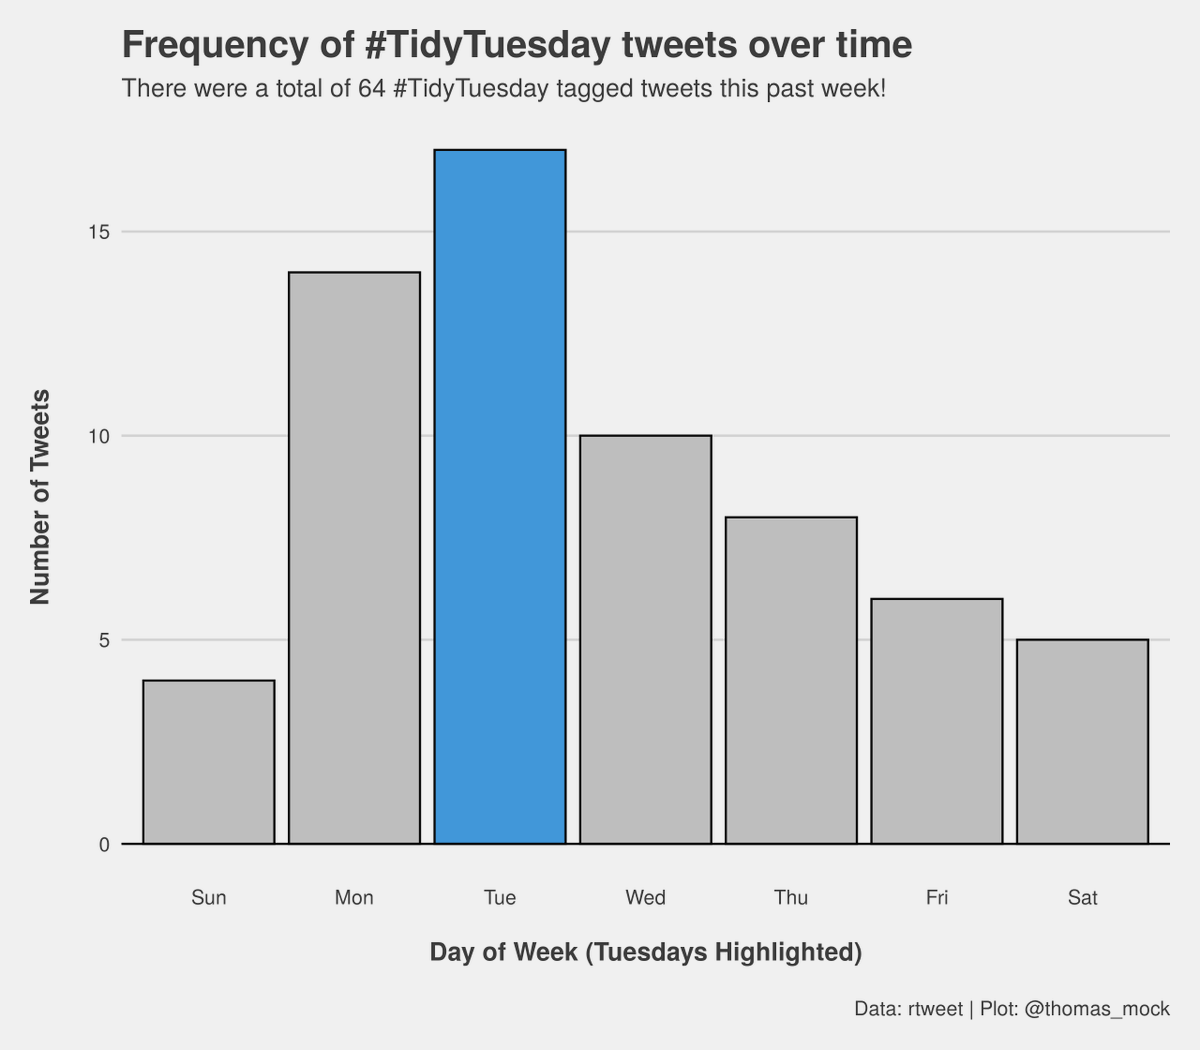 Frequency of #TidyTuesday tweets over time
There were a total of 64 #TidyTuesday tagged tweets this past week!
Number of Tweets
15
10
5
0
Sun Mon Tue Wed Thu Fri Sat
Day of Week (Tuesdays Highlighted)
Data: rtweet | Plot: @thomas_mock